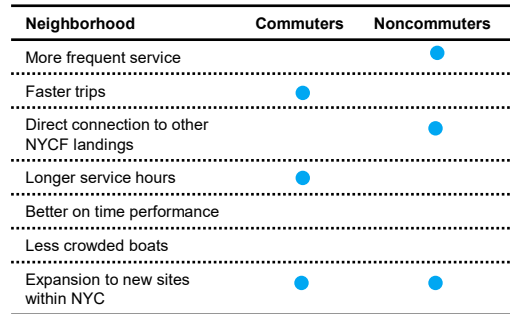 Neighborhood Commuters Noncommuters
More frequent service
Faster trips
Direct connection to other
NYCF landings
Longer service hours
Better on time performance
Less crowded boats
Expansion to new sites
within NYC